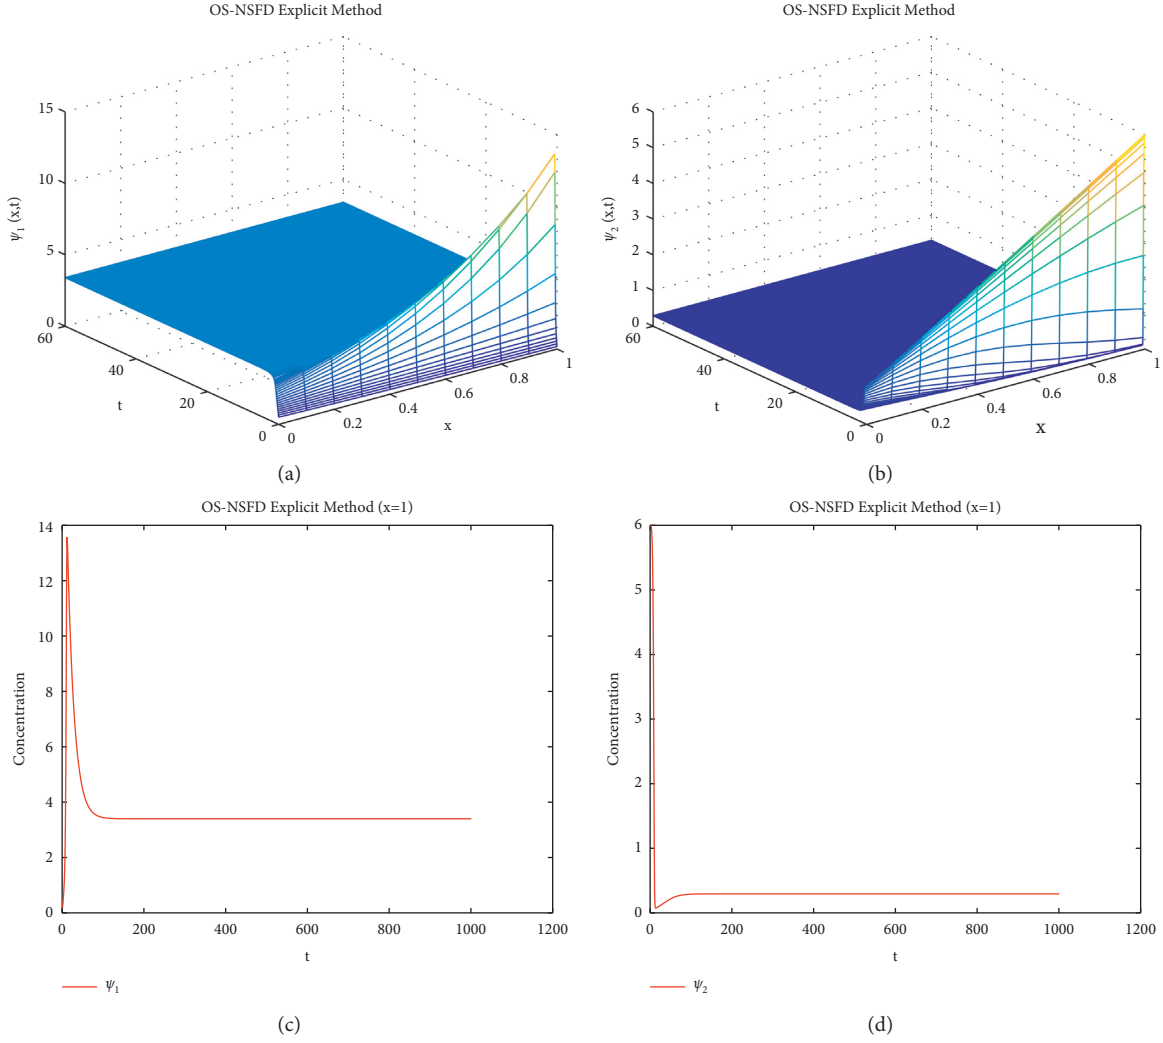 OS-NSFD Explicit Method
15
10
5
0
ψ1 (x,t)
60
40
20
0
t
0
0.2
0.4
0.6
0.8
1
x
(a)
OS-NSFD Explicit Method
6
5
4
3
2
1
0
ψ2 (x,t)
60
40
20
0
t
0
0.2
0.4
0.6
0.8
1
x
(b)
OS-NSFD Explicit Method (x=1)
14
12
10
8
6
4
2
0
Concentration
0 200 400 600 800 1000 1200
t
ψ1
(c)
OS-NSFD Explicit Method (x=1)
6
5
4
3
2
1
0
Concentration
0 200 400 600 800 1000 1200
t
ψ2
(d)